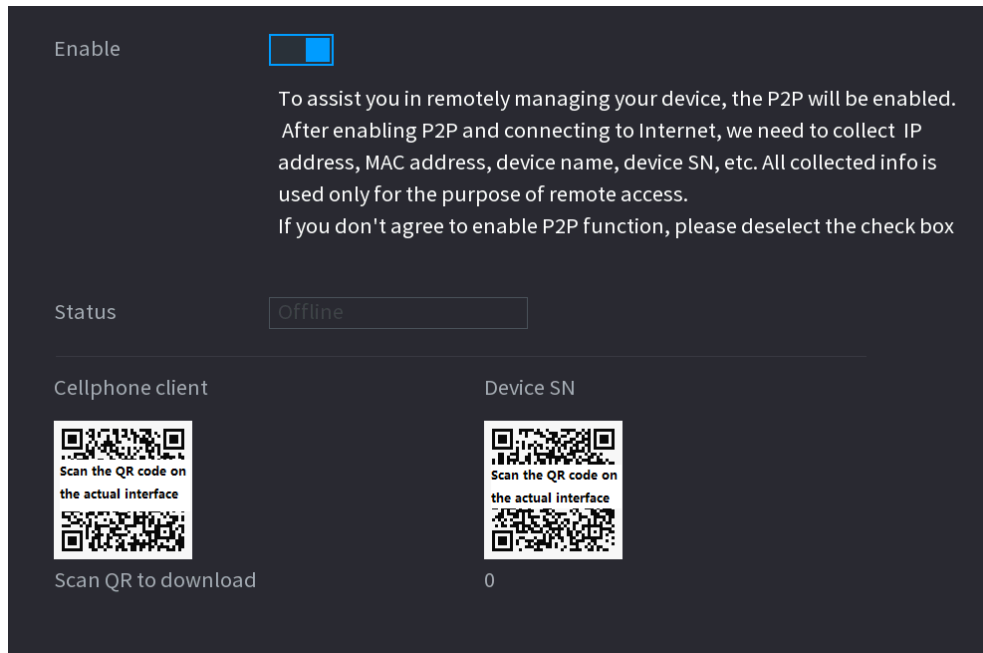 Enable
To assist you in remotely managing your device, the P2P will be enabled.
After enabling P2P and connecting to Internet, we need to collect IP
address, MAC address, device name, device SN, etc. All collected info is
used only for the purpose of remote access.
If you don't agree to enable P2P function, please deselect the check box
Status
Offline
Cellphone client
Device SN
Scan the QR code on
the actual interface
Scan the QR code on
the actual interface
Scan QR to download
0